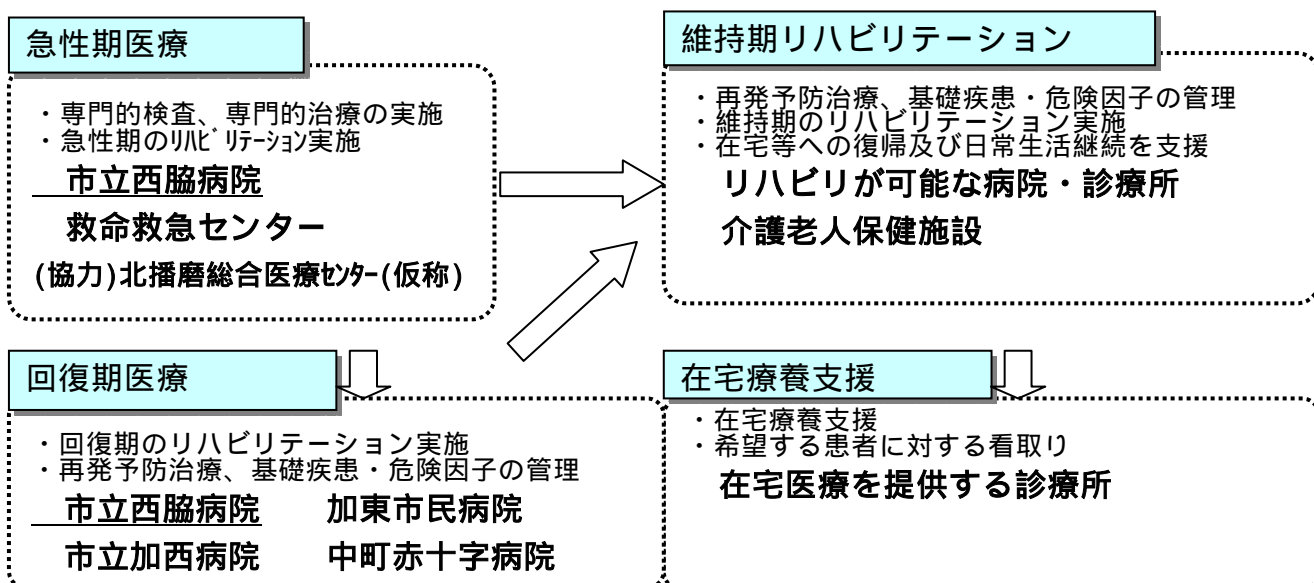 急性期医療
・専門的検査、専門的治療の実施
・急性期のﾘﾊﾋﾞﾘﾃｰｼｮﾝ実施
市立西脇病院
救命救急センター
(協力)北播磨総合医療ｾﾝﾀｰ(仮称)
維持期リハビリテーション
・再発予防治療、基礎疾患・危険因子の管理
・維持期のリハビリテーション実施
・在宅等への復帰及び日常生活継続を支援
リハビリが可能な病院・診療所
介護老人保健施設
回復期医療
・回復期のリハビリテーション実施
・再発予防治療、基礎疾患・危険因子の管理
市立西脇病院 加東市民病院
市立加西病院 中町赤十字病院
在宅療養支援
・在宅療養支援
・希望する患者に対する看取り
在宅医療を提供する診療所